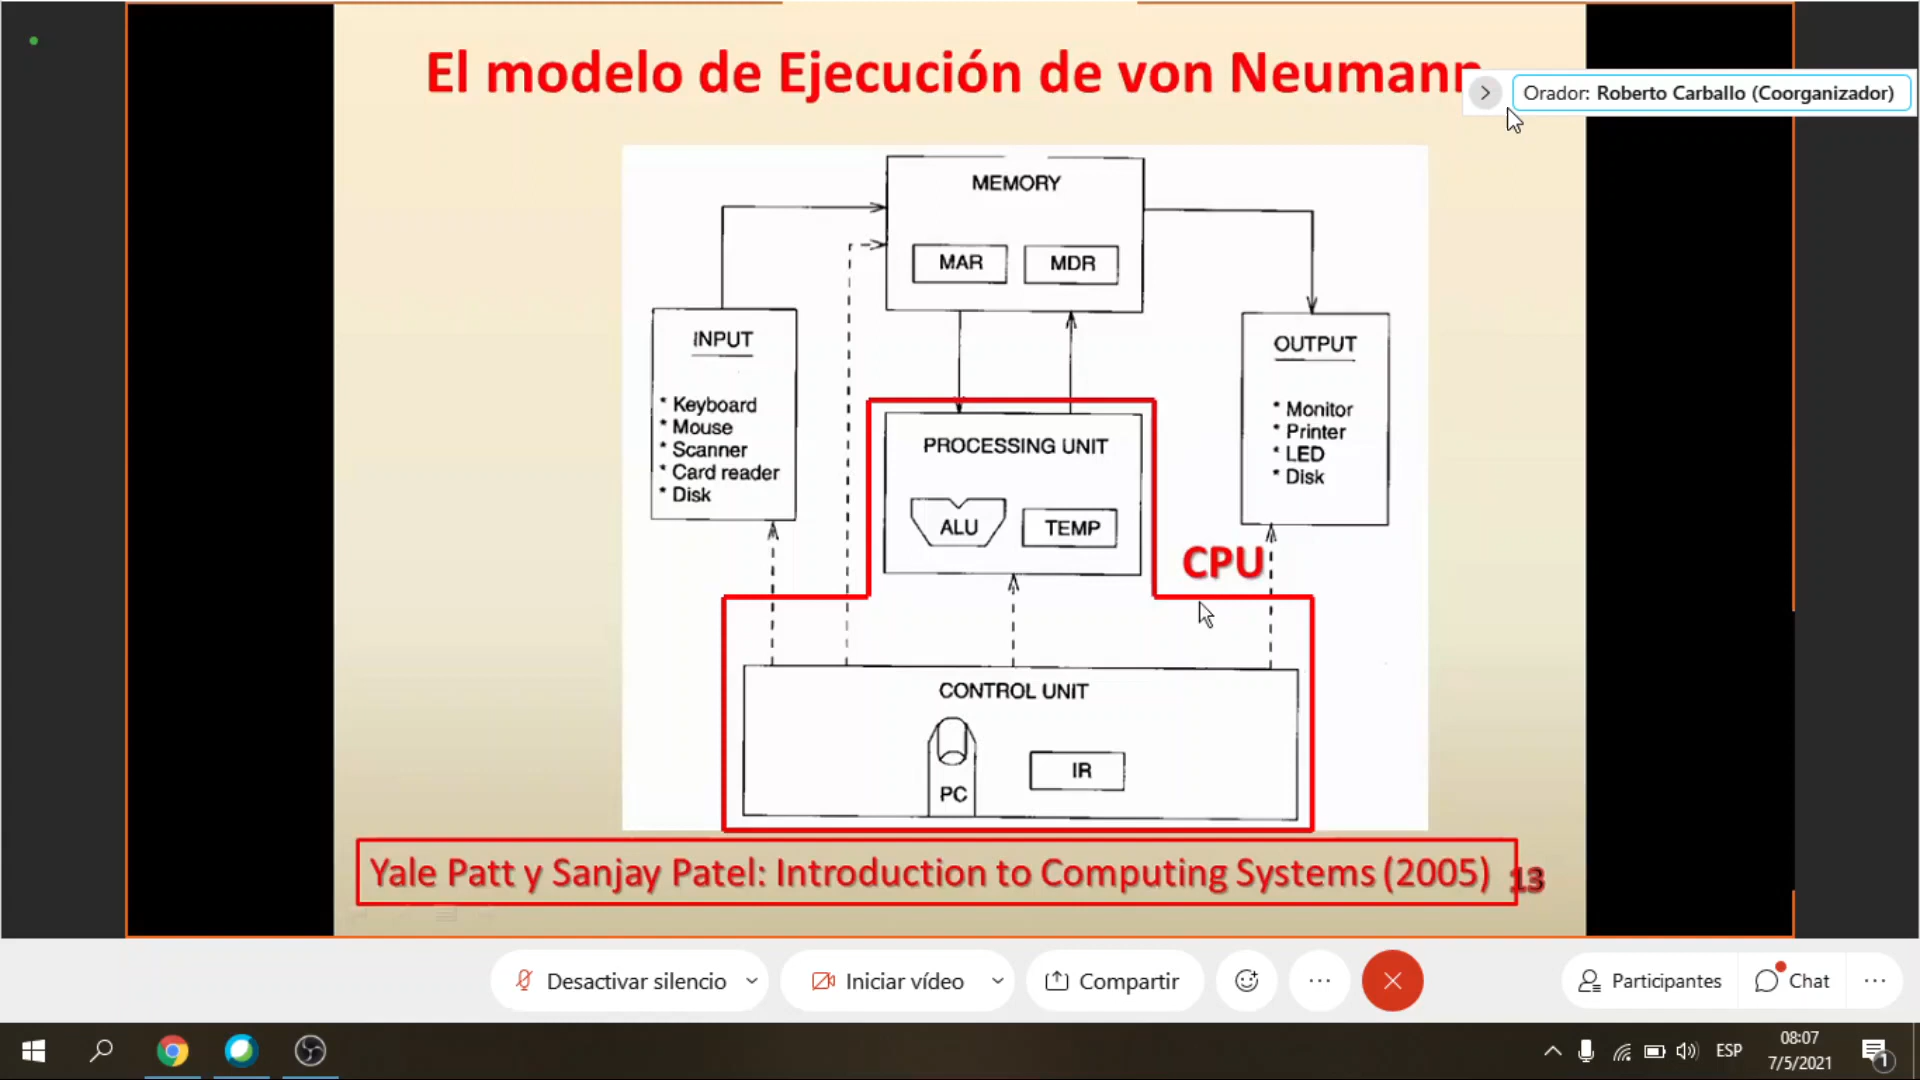 El modelo de Ejecución de von Neumann
Orador: Roberto Carballo (Coorganizador)
MEMORY
MAR
MDR
INPUT
* Keyboard
* Mouse
* Scanner
* Card reader
* Disk
OUTPUT
* Monitor
* Printer
* LED
* Disk
PROCESSING UNIT
ALU
TEMP
CPU
CONTROL UNIT
PC
IR
Yale Patt y Sanjay Patel: Introduction to Computing Systems (2005)
13
Desactivar silencio
Iniciar vídeo
Compartir
Participantes
Chat
ESP
08:07
7/5/2021
1